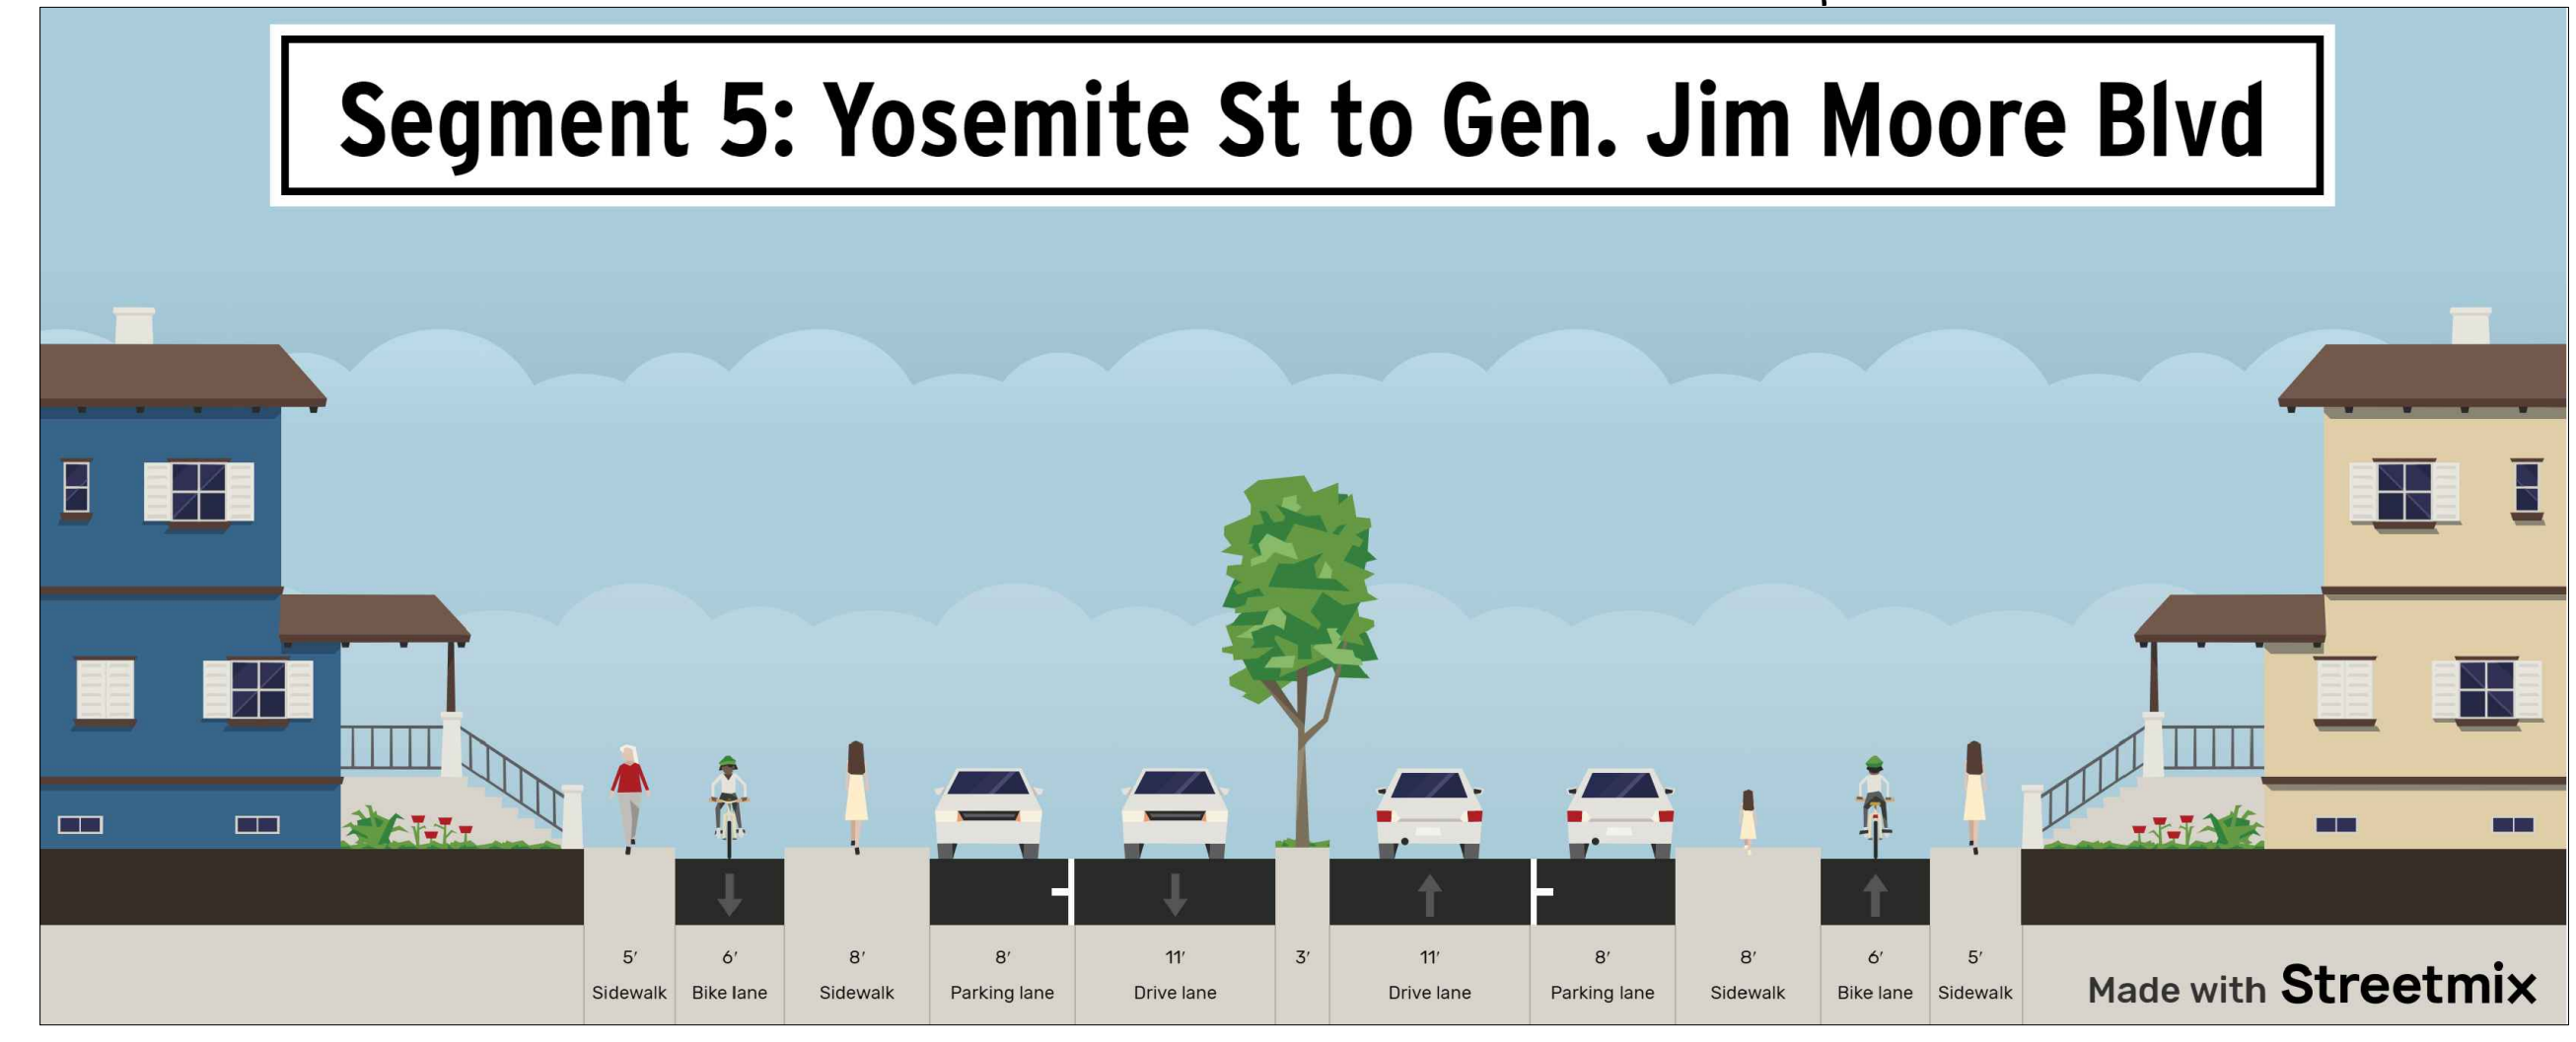 Segment 5: Yosemite St to Gen. Jim Moore Blvd
5′ 6′ 8′ 8′ 11′ 3′ 11′ 8′ 8′ 6′ 5′
Sidewalk Bike lane Sidewalk Parking lane Drive lane Drive lane Parking lane Sidewalk Bike lane Sidewalk
Made with Streetmix